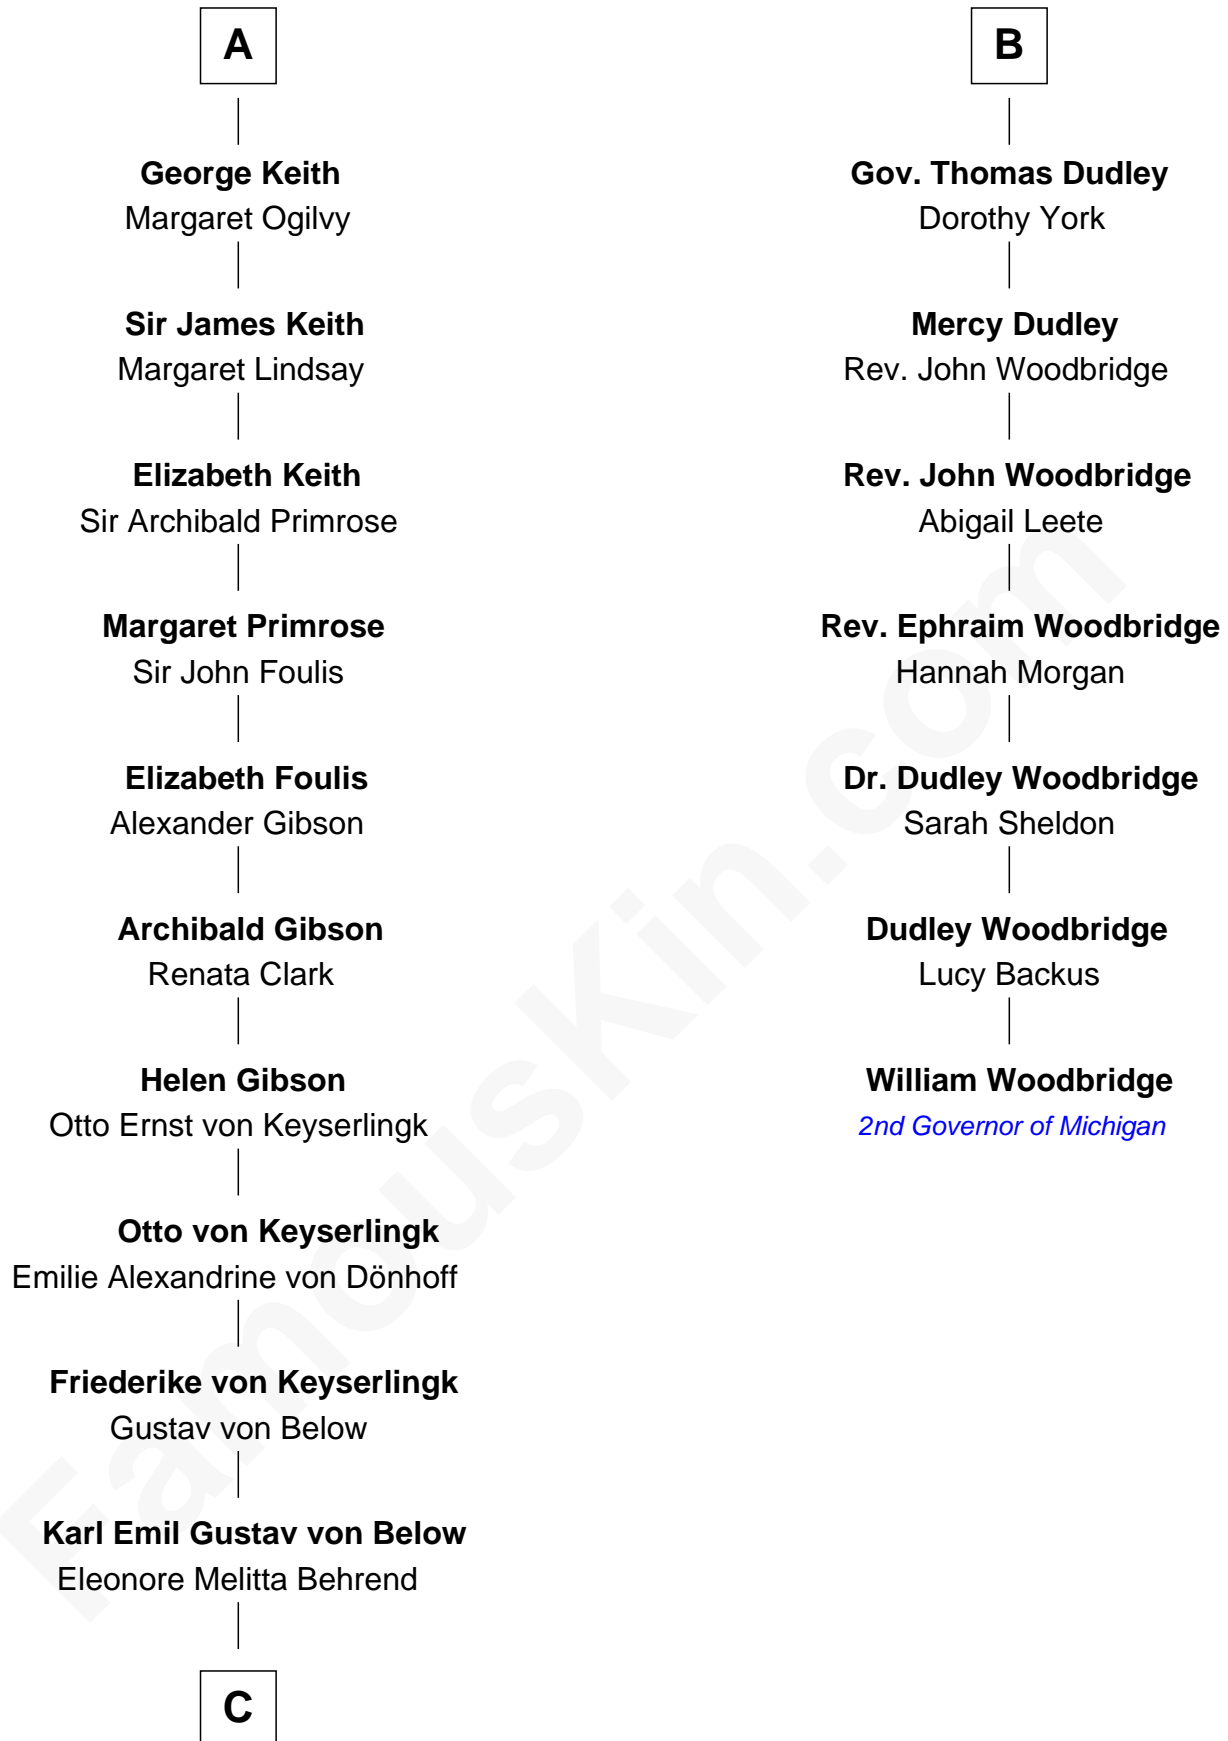 A
George Keith
Margaret Ogilvy
Sir James Keith
Margaret Lindsay
Elizabeth Keith
Sir Archibald Primrose
Margaret Primrose
Sir John Foulis
Elizabeth Foulis
Alexander Gibson
Archibald Gibson
Renata Clark
Helen Gibson
Otto Ernst von Keyserlingk
Otto von Keyserlingk
Emilie Alexandrine von Dönhoff
Friederike von Keyserlingk
Gustav von Below
Karl Emil Gustav von Below
Eleonore Melitta Behrend
C
B
Gov. Thomas Dudley
Dorothy York
Mercy Dudley
Rev. John Woodbridge
Rev. John Woodbridge
Abigail Leete
Rev. Ephraim Woodbridge
Hannah Morgan
Dr. Dudley Woodbridge
Sarah Sheldon
Dudley Woodbridge
Lucy Backus
William Woodbridge
2nd Governor of Michigan
FamousKin.com